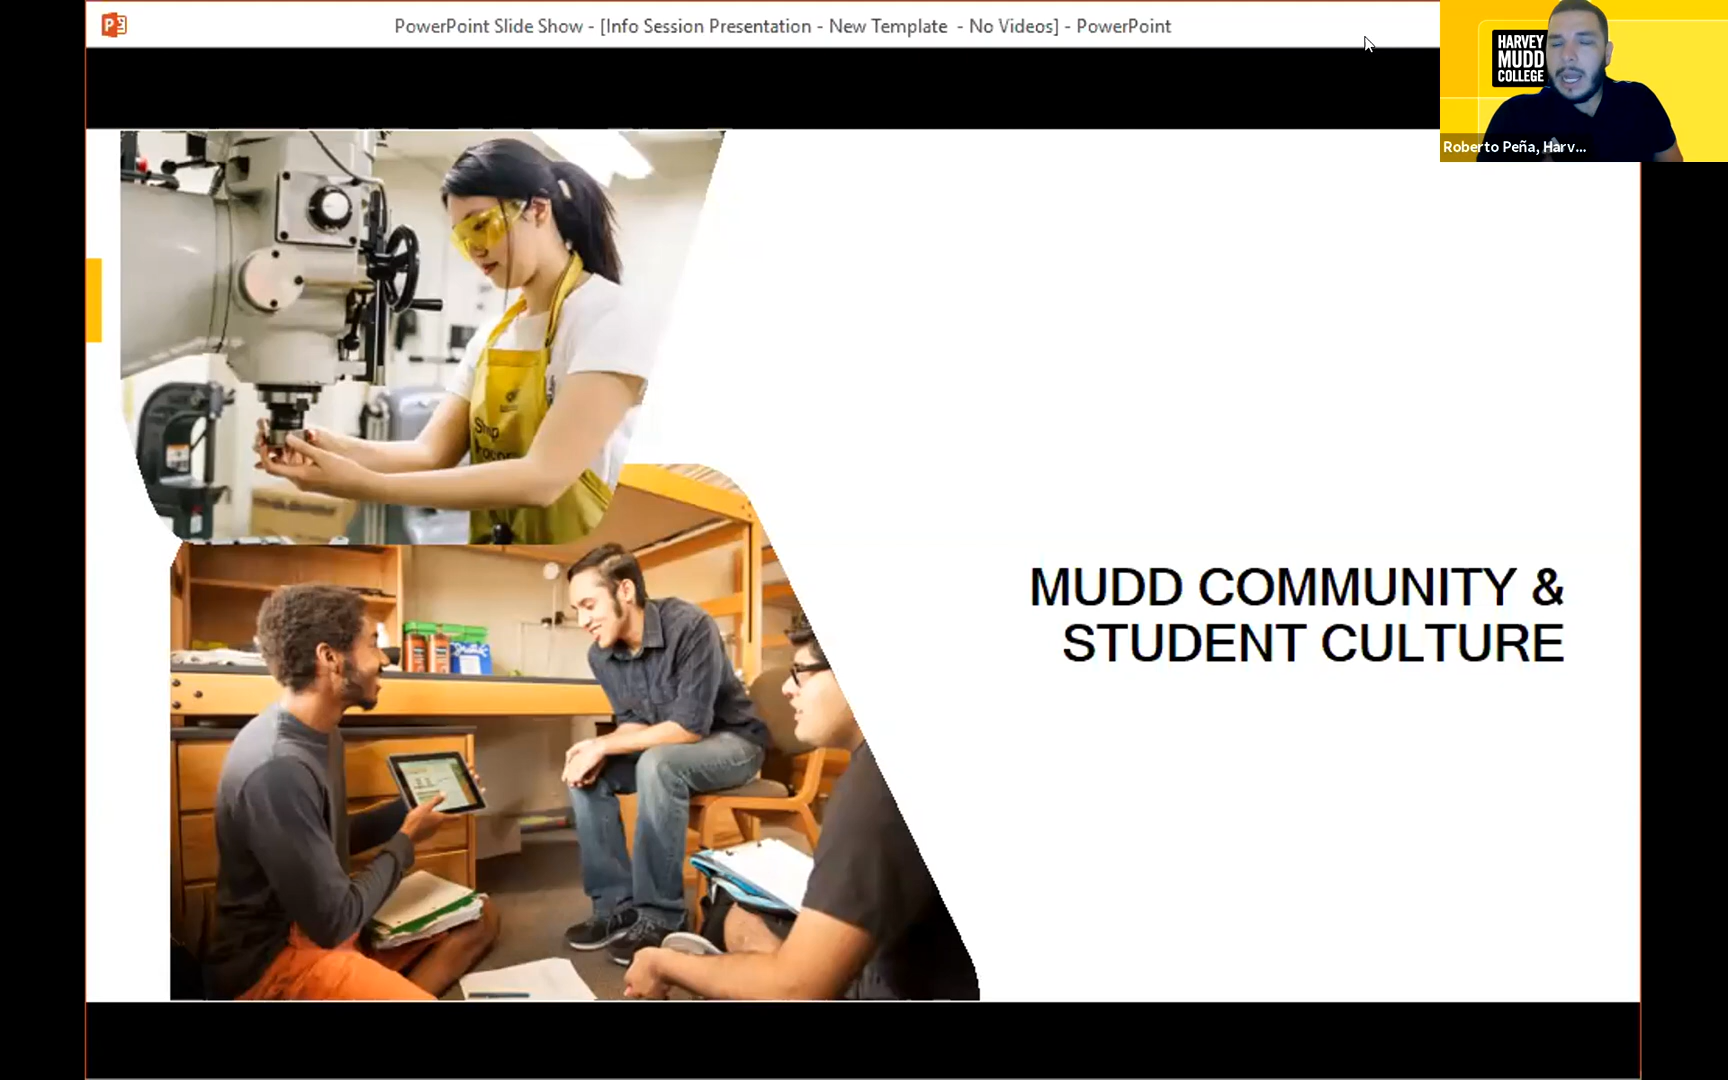 PowerPoint Slide Show - [Info Session Presentation - New Template - No Videos] - PowerPoint
HARVEY
MUDD
COLLEGE
Roberto Peña, Harv...
Shop
MUDD COMMUNITY &
STUDENT CULTURE